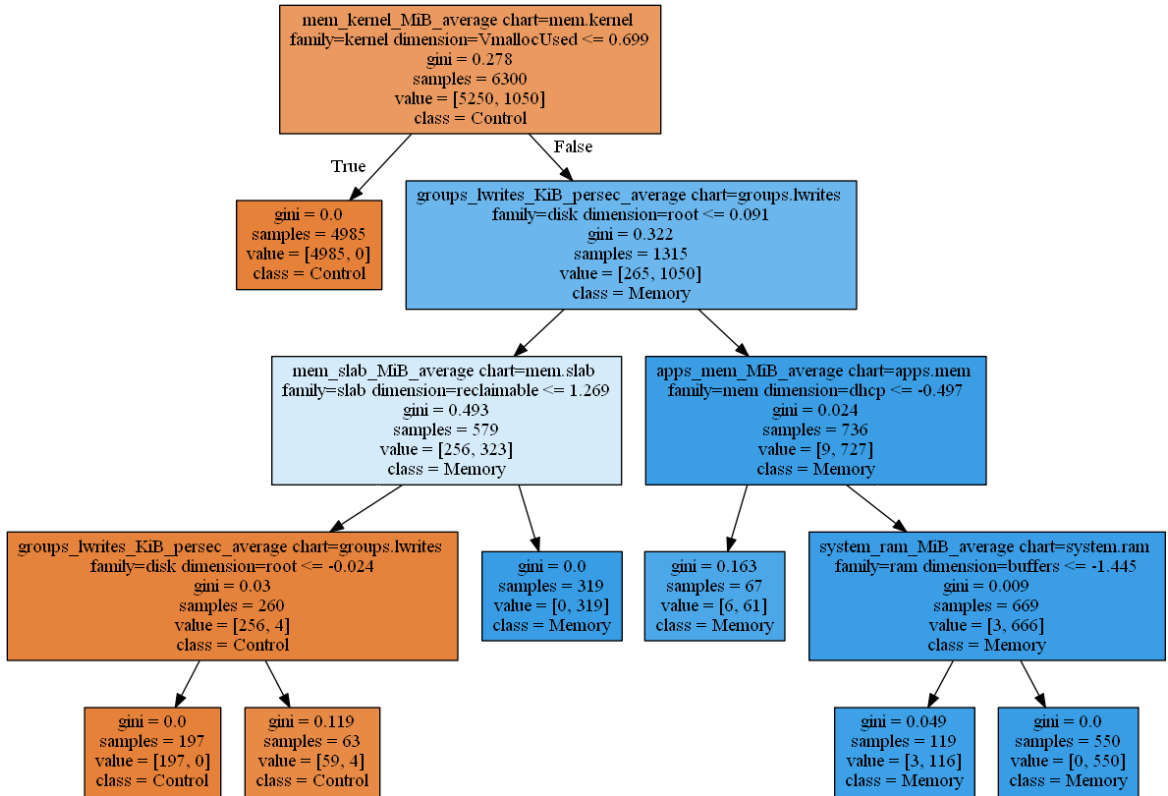 mem_kernel_MiB_average chart=mem.kernel
family=kernel dimension=VmallocUsed <= 0.699
gini = 0.278
samples = 6300
value = [5250, 1050]
class = Control
True
False
gini = 0.0
samples = 4985
value = [4985, 0]
class = Control
groups_lwrites_KiB_persec_average chart=groups.lwrites
family=disk dimension=root <= 0.091
gini = 0.322
samples = 1315
value = [265, 1050]
class = Memory
mem_slab_MiB_average chart=mem.slab
family=slab dimension=reclaimable <= 1.269
gini = 0.493
samples = 579
value = [256, 323]
class = Memory
apps_mem_MiB_average chart=apps.mem
family=mem dimension=dhcp <= -0.497
gini = 0.024
samples = 736
value = [9, 727]
class = Memory
groups_lwrites_KiB_persec_average chart=groups.lwrites
family=disk dimension=root <= -0.024
gini = 0.03
samples = 260
value = [256, 4]
class = Control
gini = 0.0
samples = 319
value = [0, 319]
class = Memory
gini = 0.163
samples = 67
value = [6, 61]
class = Memory
system_ram_MiB_average chart=system.ram
family=ram dimension=buffers <= -1.445
gini = 0.009
samples = 669
value = [3, 666]
class = Memory
gini = 0.0
samples = 197
value = [197, 0]
class = Control
gini = 0.119
samples = 63
value = [59, 4]
class = Control
gini = 0.049
samples = 119
value = [3, 116]
class = Memory
gini = 0.0
samples = 550
value = [0, 550]
class = Memory